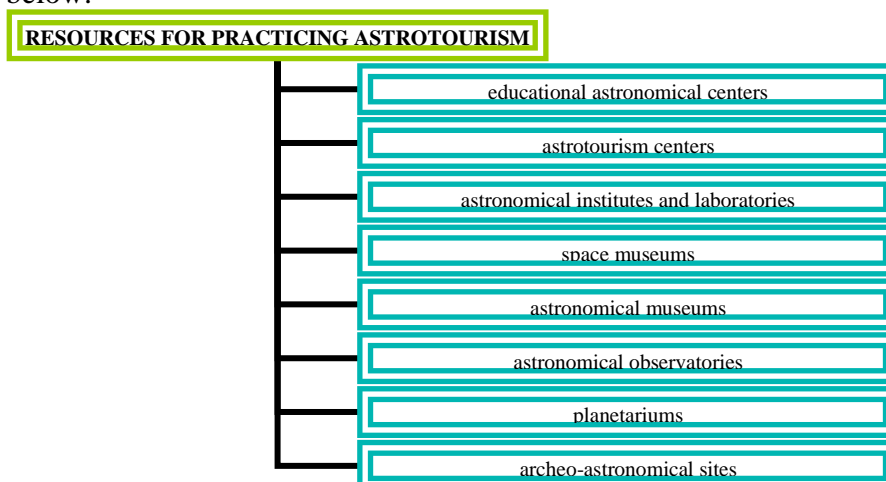 below:
RESOURCES FOR PRACTICING ASTROTOURISM
educational astronomical centers
astrotourism centers
astronomical institutes and laboratories
space museums
astronomical museums
astronomical observatories
planetariums
archeo-astronomical sites